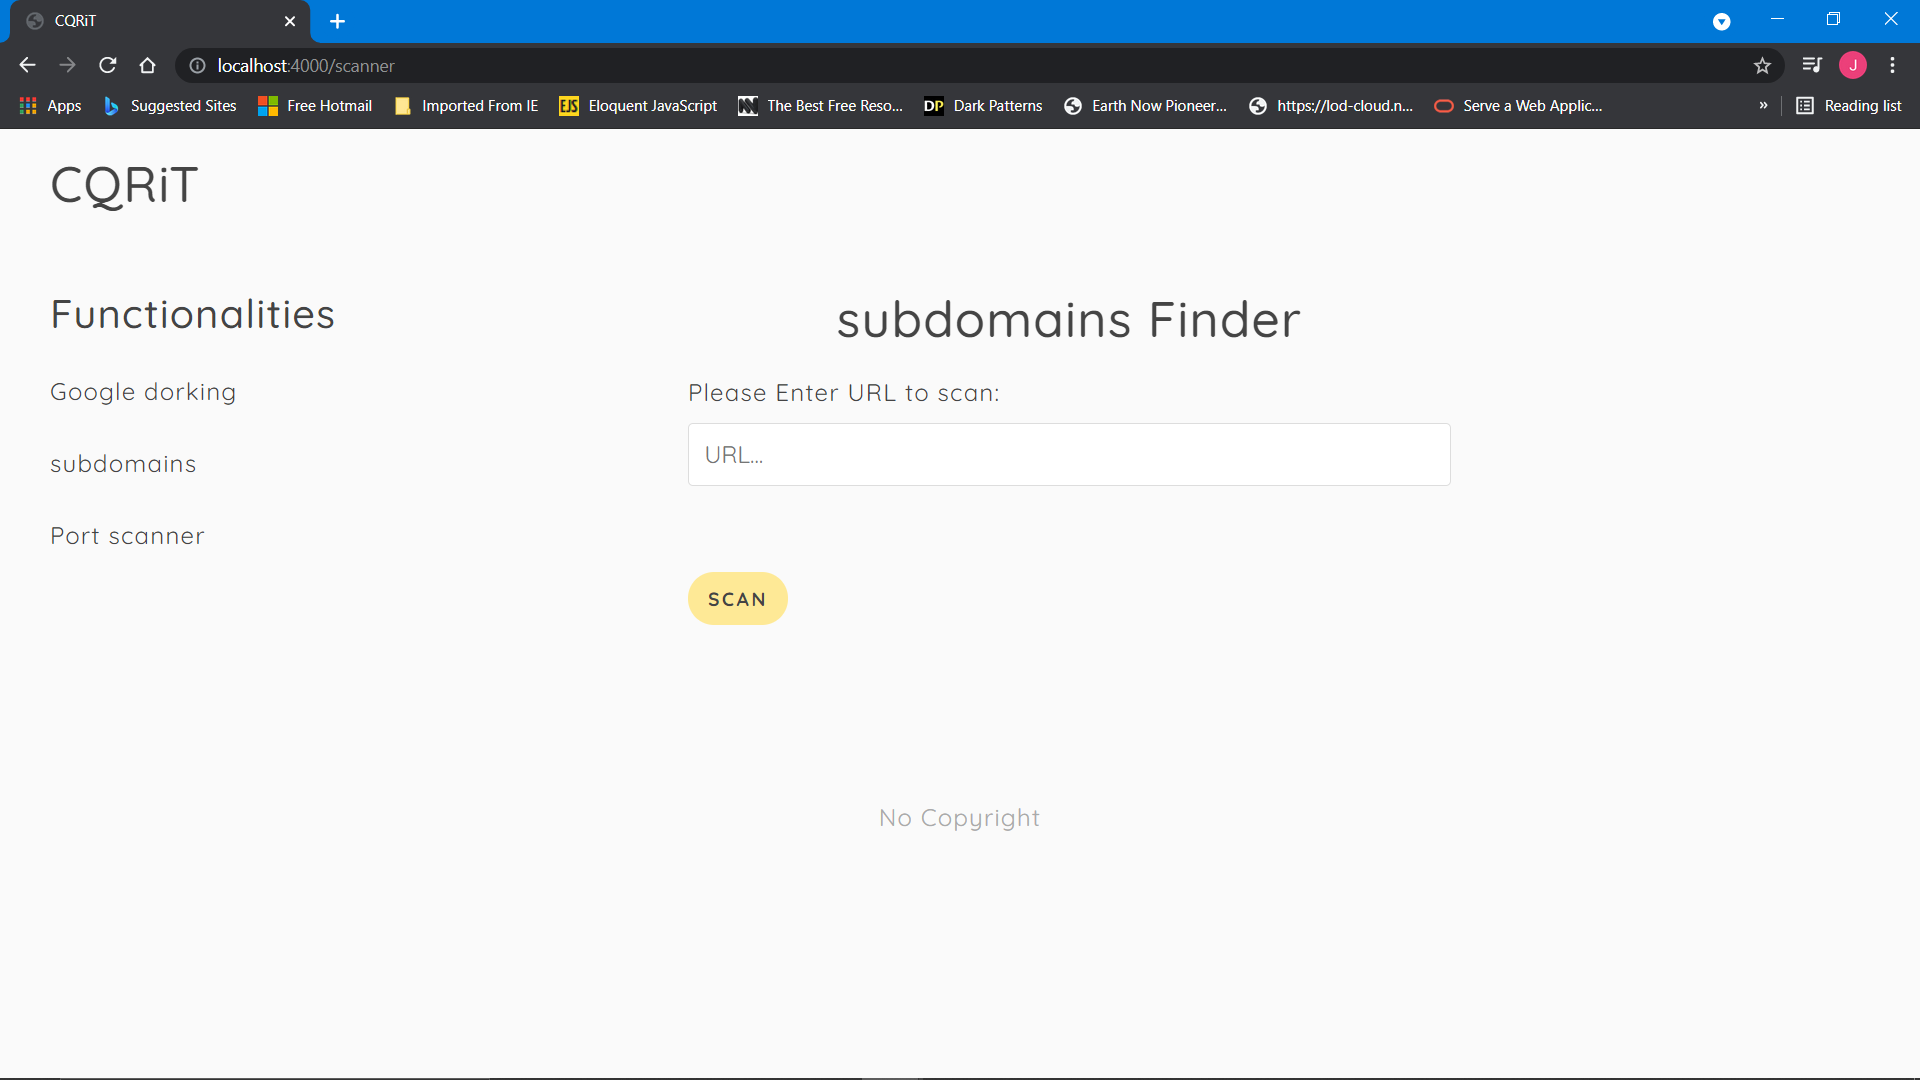 CQRiT
localhost:4000/scanner
J
Apps
Suggested Sites
Free Hotmail
Imported From IE
EJS Eloquent JavaScript
The Best Free Reso...
DP Dark Patterns
Earth Now Pioneer...
https://lod-cloud.n...
Serve a Web Applic...
»
Reading list
CQRiT
Functionalities
Google dorking
subdomains
Port scanner
subdomains Finder
Please Enter URL to scan:
URL...
SCAN
No Copyright